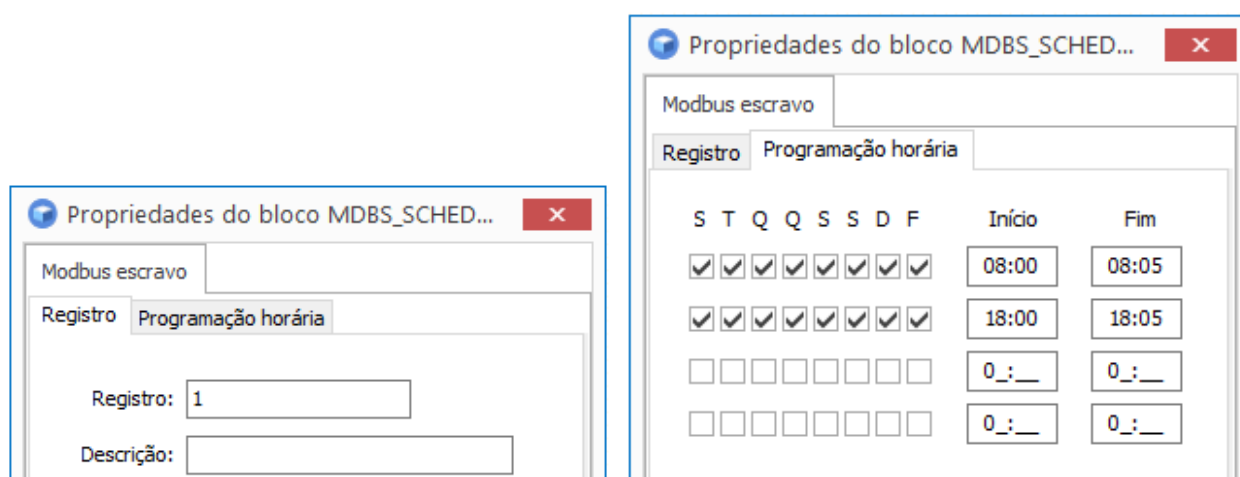 Propriedades do bloco MDBS_SCHED...
Modbus escravo
Registro Programação horária
Registro: 1
Descrição:
Propriedades do bloco MDBS_SCHED...
Modbus escravo
Registro Programação horária
S T Q Q S S D F Início Fim
08:00 08:05
18:00 18:05
0_:__ 0_:__
0_:__ 0_:__